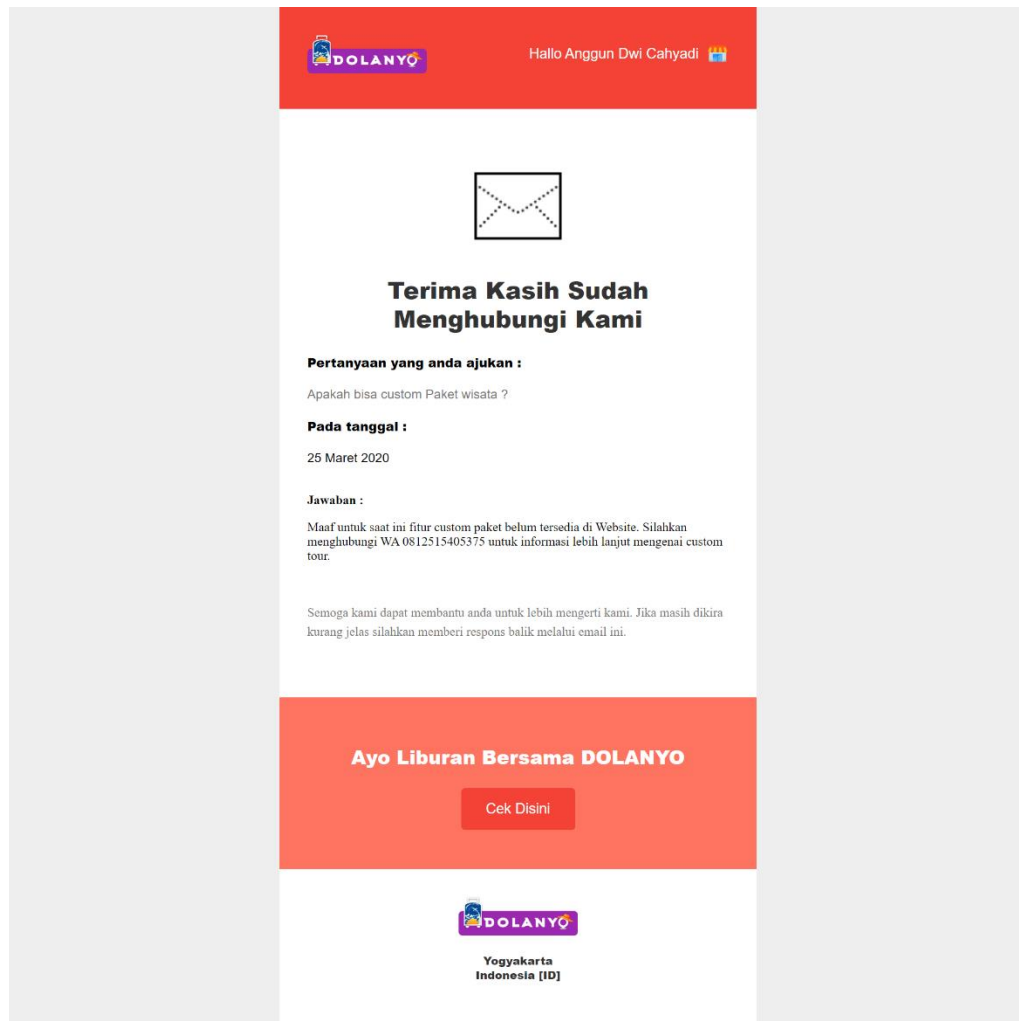 DOLANYO
Hallo Anggun Dwi Cahyadi
Terima Kasih Sudah
Menghubungi Kami
Pertanyaan yang anda ajukan :
Apakah bisa custom Paket wisata ?
Pada tanggal :
25 Maret 2020
Jawaban :
Maaf untuk saat ini fitur custom paket belum tersedia di Website. Silahkan
menghubungi WA 0812515405375 untuk informasi lebih lanjut mengenai custom
tour.
Semoga kami dapat membantu anda untuk lebih mengerti kami. Jika masih dikira
kurang jelas silahkan memberi respons balik melalui email ini.
Ayo Liburan Bersama DOLANYO
Cek Disini
DOLANYO
Yogyakarta
Indonesia [ID]